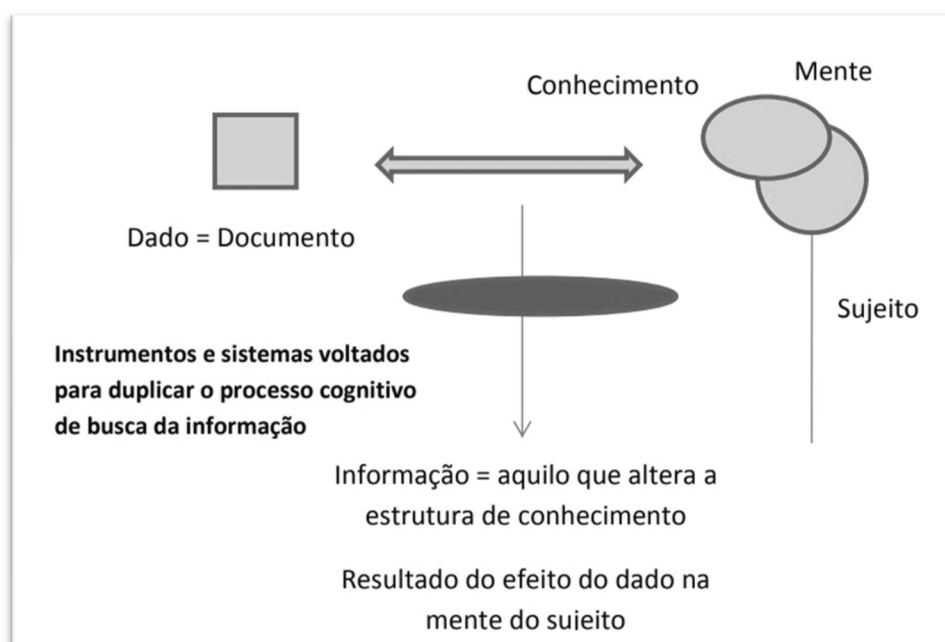 Mente
Conhecimento
Dado = Documento
Sujeito
Instrumentos e sistemas voltados
para duplicar o processo cognitivo
de busca da informação
Informação = aquilo que altera a
estrutura de conhecimento
Resultado do efeito do dado na
mente do sujeito